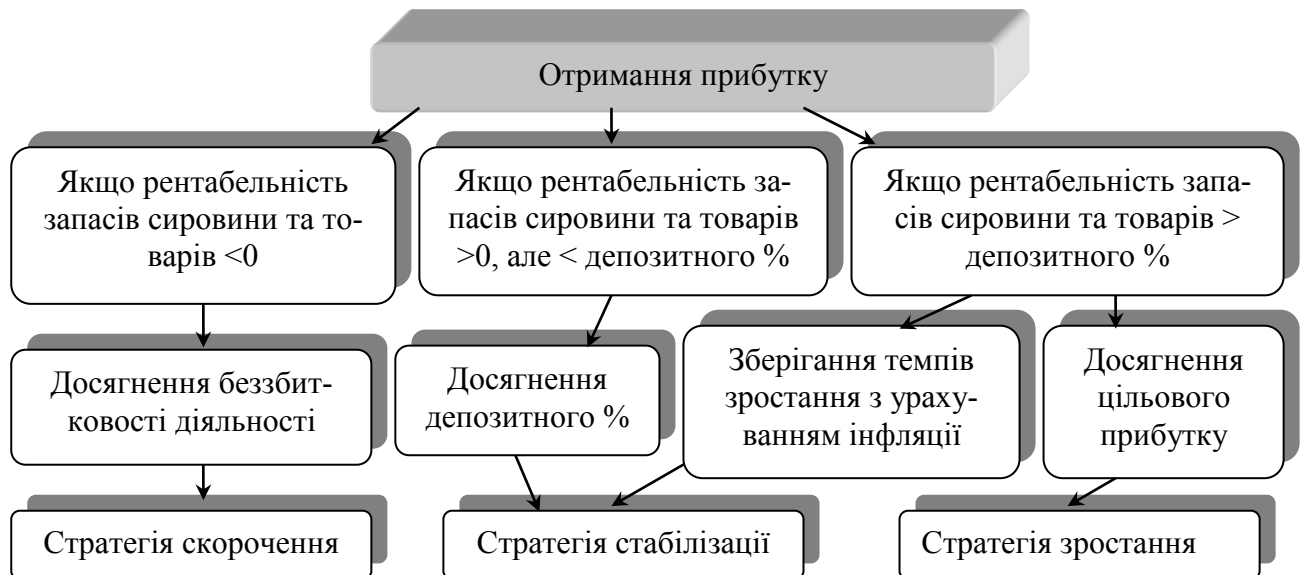 Отримання прибутку
Якщо рентабельність
запасів сировини та то-
варів <0
Якщо рентабельність за-
пасів сировини та товарів
>0, але < депозитного %
Якщо рентабельність запа-
сів сировини та товарів >
депозитного %
Досягнення беззбит-
ковості діяльності
Досягнення
депозитного %
Зберігання темпів
зростання з ураху-
ванням інфляції
Досягнення
цільового
прибутку
Стратегія скорочення
Стратегія стабілізації
Стратегія зростання